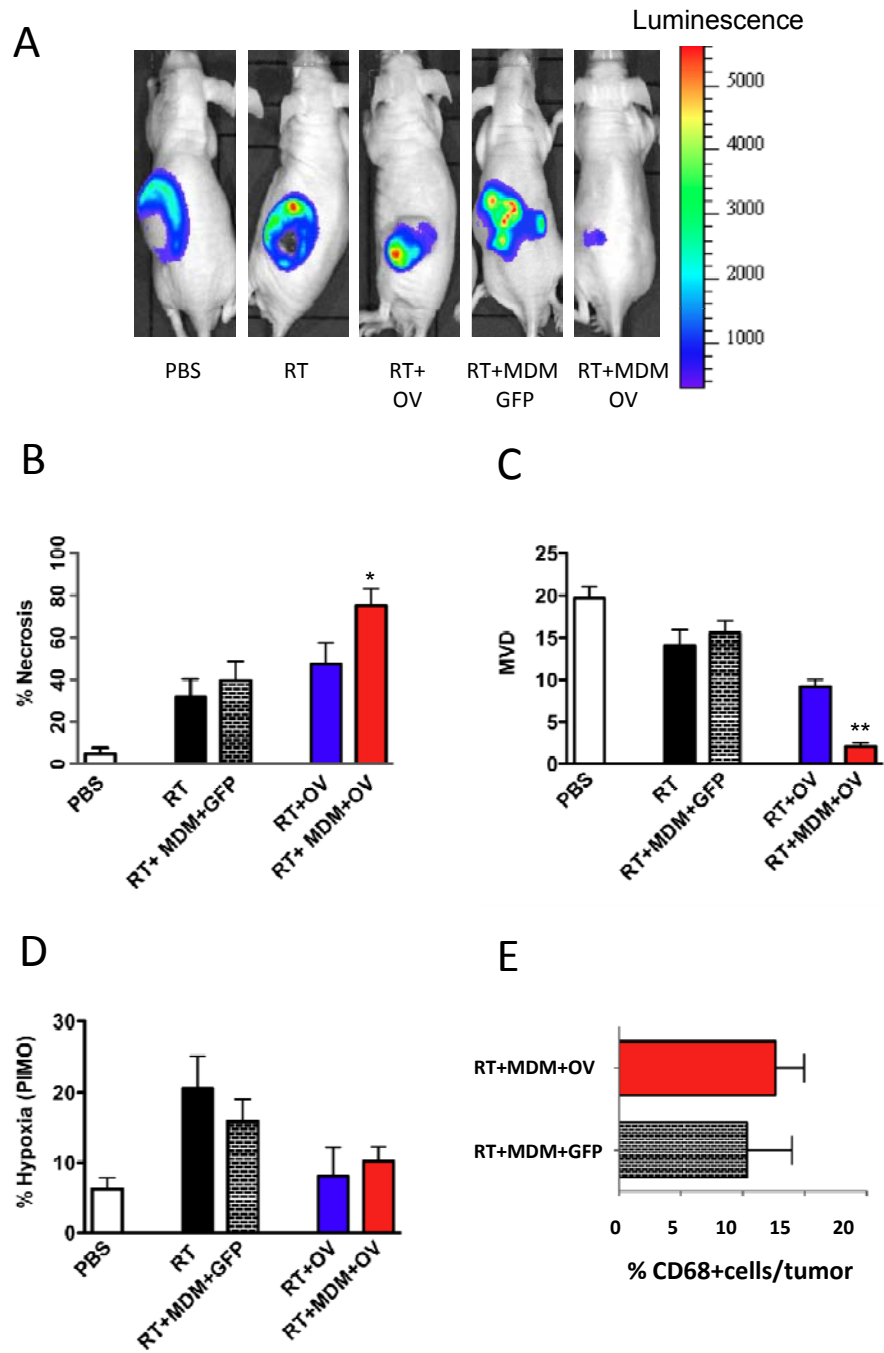 A
Luminescence
5000
4000
3000
2000
1000
PBS
RT
RT+
OV
RT+MDM
GFP
RT+MDM
OV
B
% Necrosis
100
80
60
40
20
0
*
PBS
RT
RT+ MDM+GFP
RT+OV
RT+ MDM+OV
C
MVD
25
20
15
10
5
0
**
PBS
RT
RT+MDM+GFP
RT+OV
RT+MDM+OV
D
% Hypoxia (PIMO)
30
20
10
0
PBS
RT
RT+MDM+GFP
RT+OV
RT+MDM+OV
E
RT+MDM+OV
RT+MDM+GFP
0 5 10 15 20
% CD68+cells/tumor